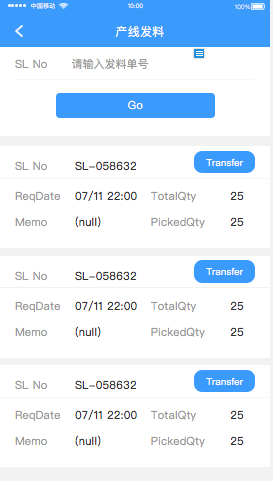 中国移动 10:00 100%
产线发料
SL No 请输入发料单号
Go
SL No SL-058632 Transfer
ReqDate 07/11 22:00 TotalQty 25
Memo (null) PickedQty 25
SL No SL-058632 Transfer
ReqDate 07/11 22:00 TotalQty 25
Memo (null) PickedQty 25
SL No SL-058632 Transfer
ReqDate 07/11 22:00 TotalQty 25
Memo (null) PickedQty 25